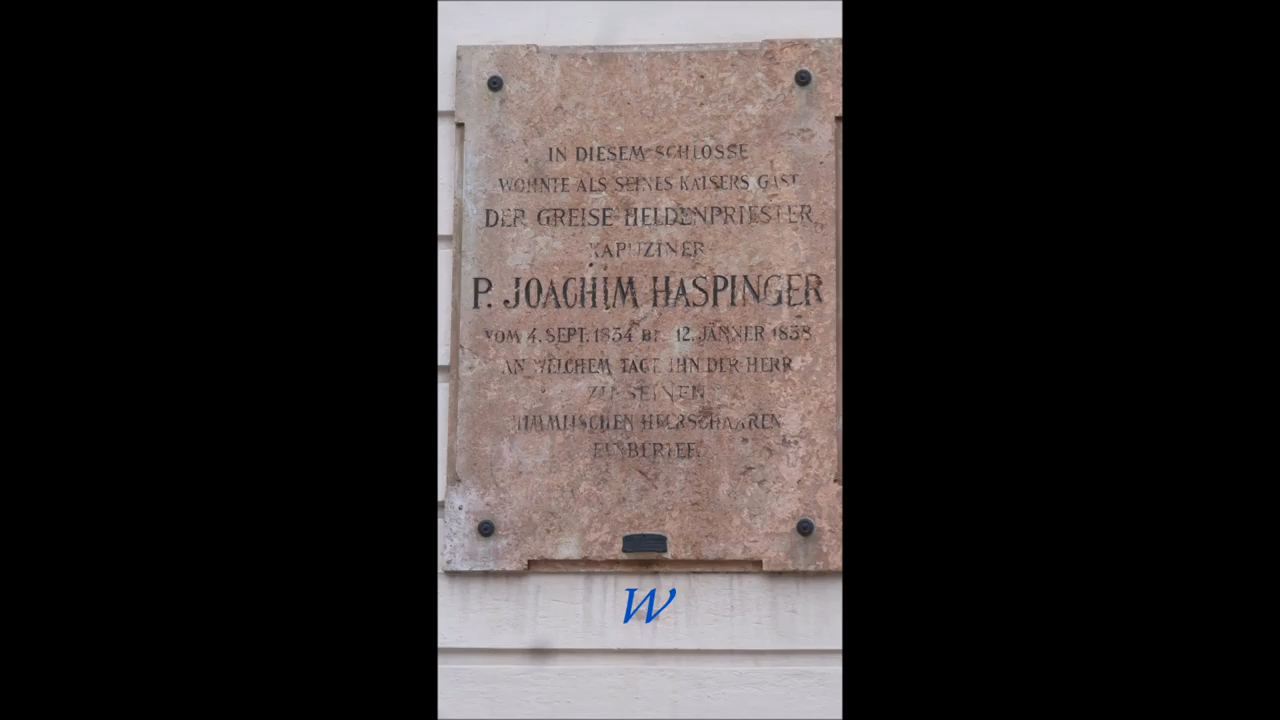 IN DIESEM SCHLOSSE
WOHNTE ALS SEINES KAISERS GAST
DER GREISE HELDENPRIESTER
KAPUZINER
P. JOACHIM HASPINGER
VOM 4. SEPT. 1854 BIS 12. JÄNNER 1858
AN WELCHEM TAGE IHN DER HERR
ZU SEINEN
HIMMLISCHEN HEERSCHAAREN
EINBERIEF.
W